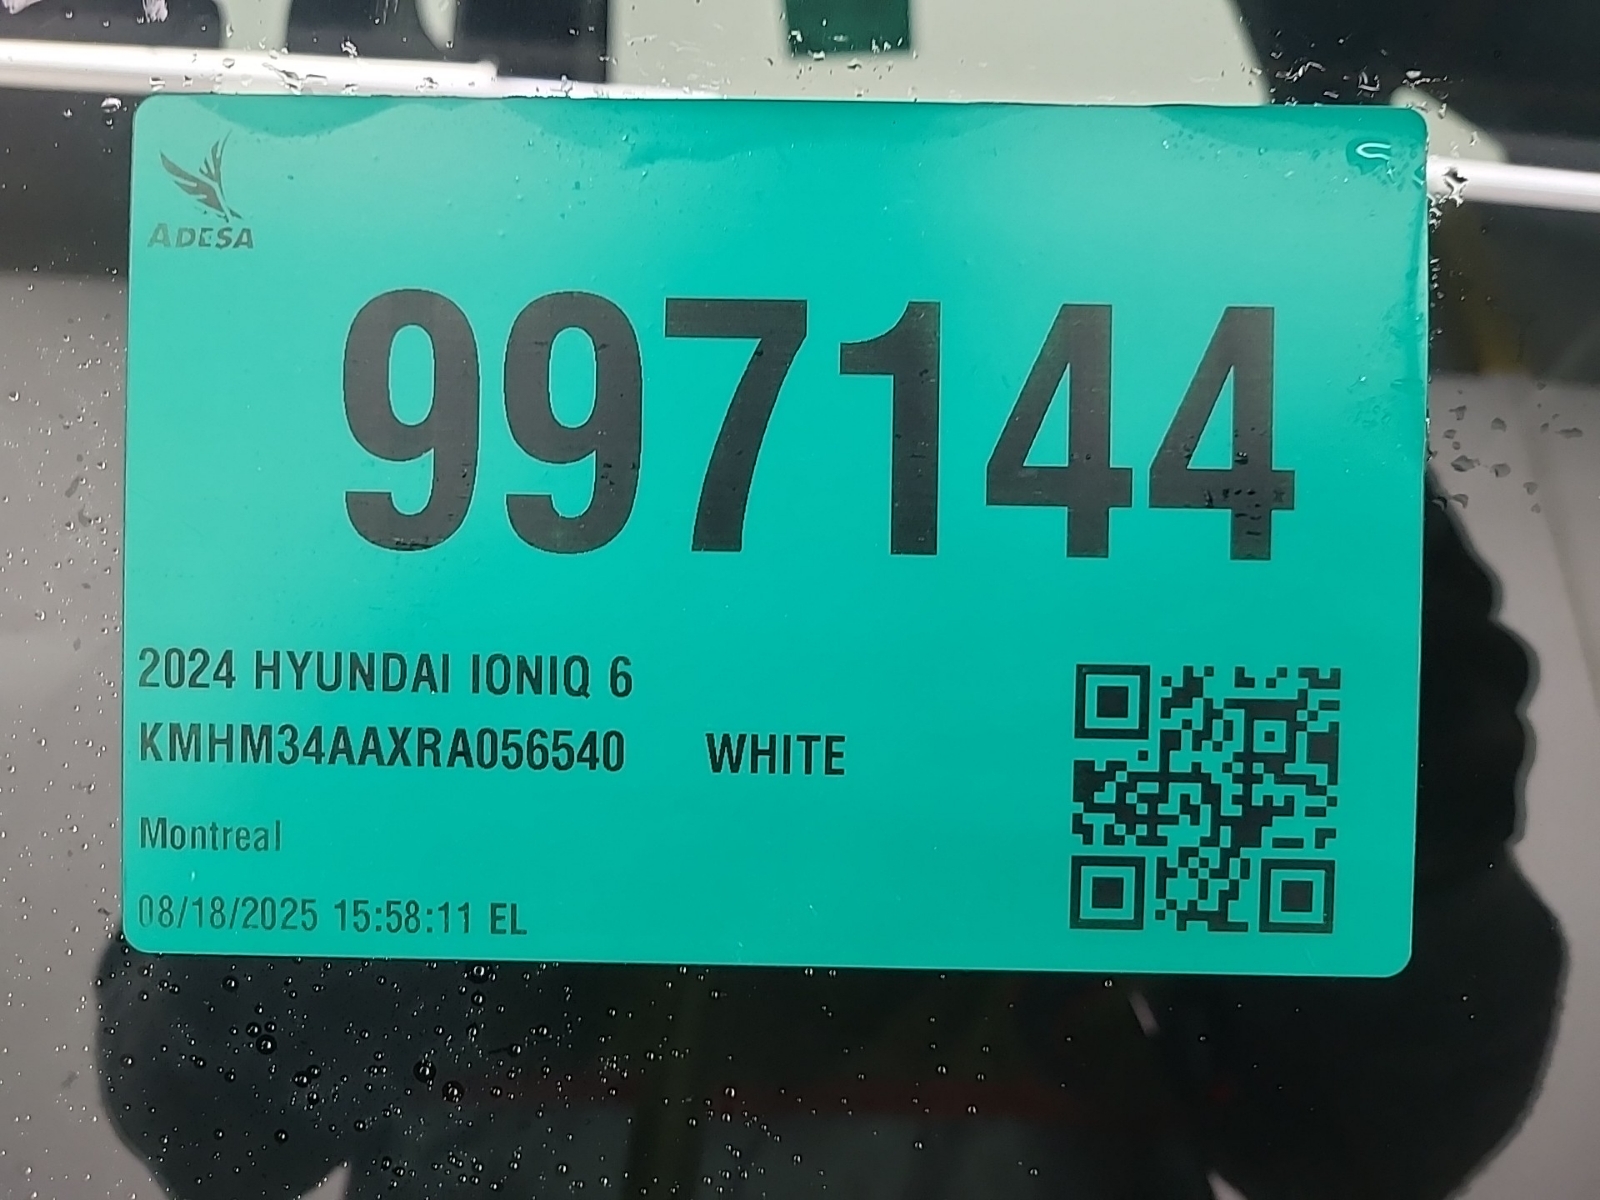 ADESA
997144
2024 HYUNDAI IONIQ 6
KMHM34AAXRA056540 WHITE
Montreal
08/18/2025 15:58:11 EL